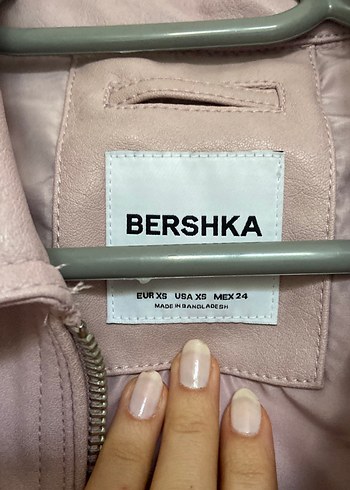 BERSHKA
EUR XS USA XS MEX 24
MADE IN BANGLADESH